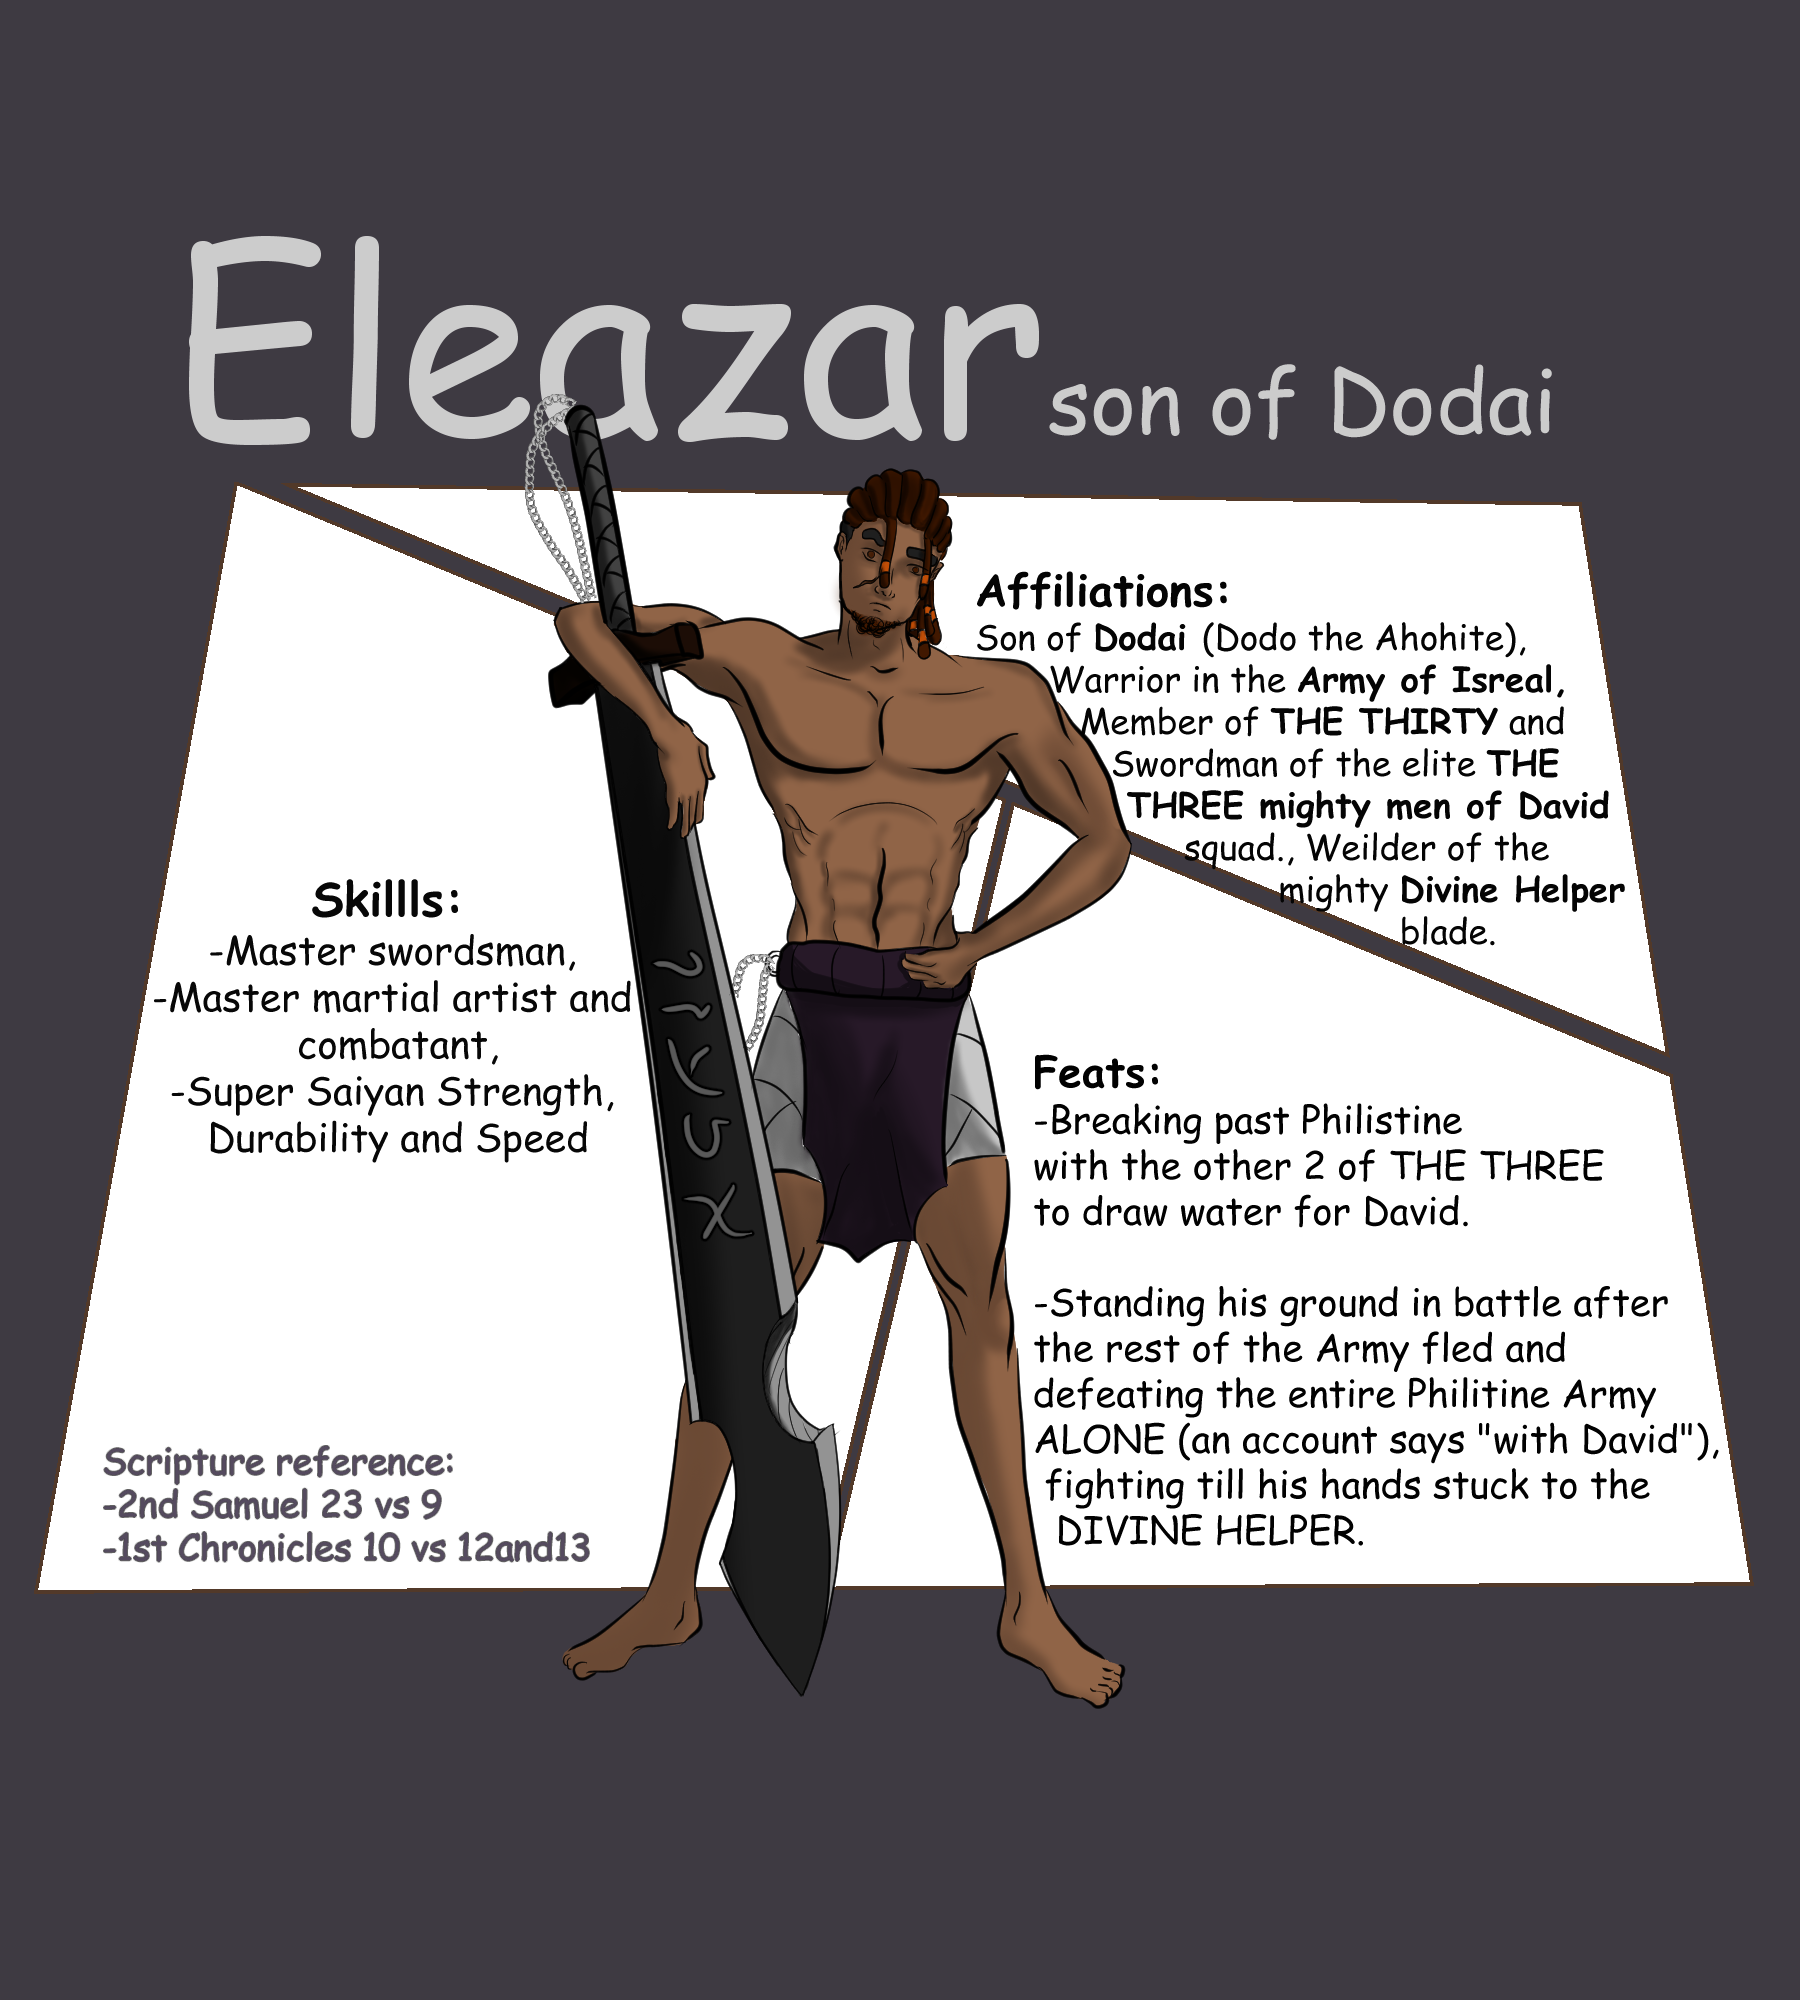 Eleazar son of Dodai
Affiliations:
Son of Dodai (Dodo the Ahohite),
Warrior in the Army of Isreal,
Member of THE THIRTY and
Swordman of the elite THE
THREE mighty men of David
squad., Weilder of the
mighty Divine Helper
blade.
Skillls:
-Master swordsman,
-Master martial artist and
combatant,
-Super Saiyan Strength,
Durability and Speed
Feats:
-Breaking past Philistine
with the other 2 of THE THREE
to draw water for David.
-Standing his ground in battle after
the rest of the Army fled and
defeating the entire Philitine Army
ALONE (an account says "with David"),
fighting till his hands stuck to the
DIVINE HELPER.
Scripture reference:
-2nd Samuel 23 vs 9
-1st Chronicles 10 vs 12and13